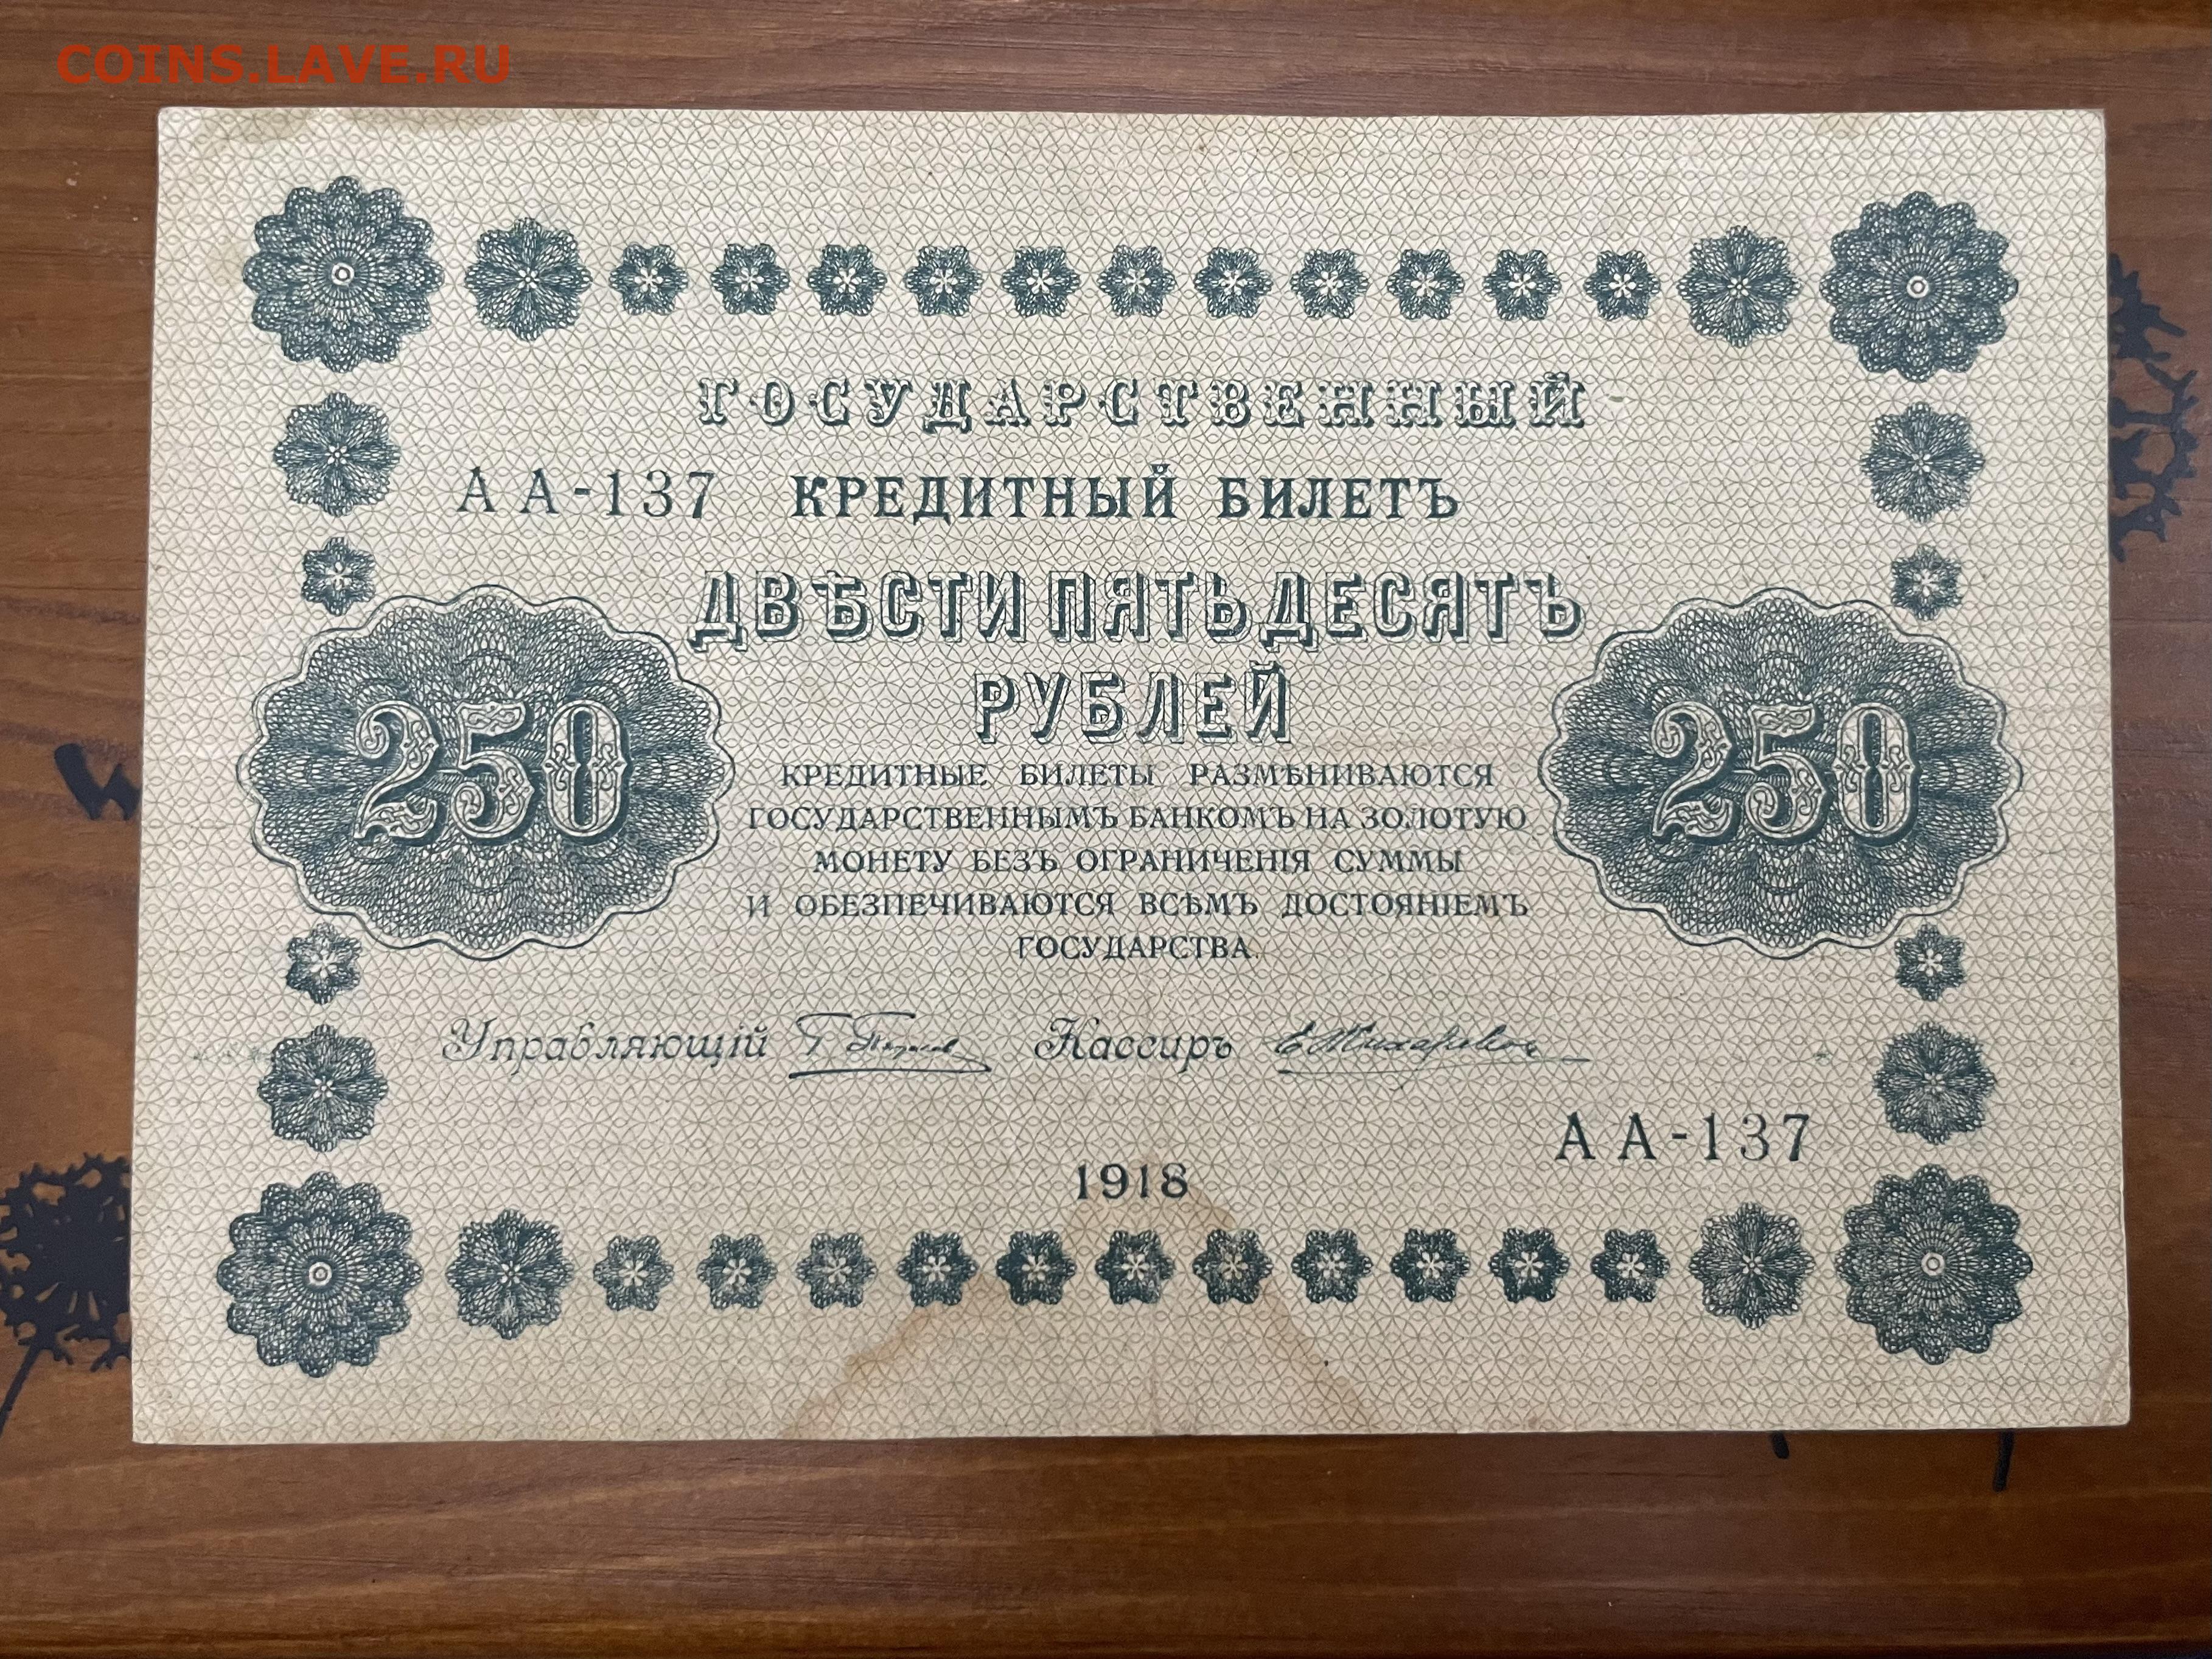 COINS.LAVE.RU
ГОСУДАРСТВЕННЫЙ
АА-137 КРЕДИТНЫЙ БИЛЕТЪ
ДВѢСТИ ПЯТЬДЕСЯТЪ
РУБЛЕЙ
250
250
КРЕДИТНЫЕ БИЛЕТЫ РАЗМѢНИВАЮТСЯ
ГОСУДАРСТВЕННЫМЪ БАНКОМЪ НА ЗОЛОТУЮ
МОНЕТУ БЕЗЪ ОГРАНИЧЕНІЯ СУММЫ
И ОБЕЗПЕЧИВАЮТСЯ ВСѢМЪ ДОСТОЯНІЕМЪ
ГОСУДАРСТВА.
Управляющій Кассиръ
АА-137
1918